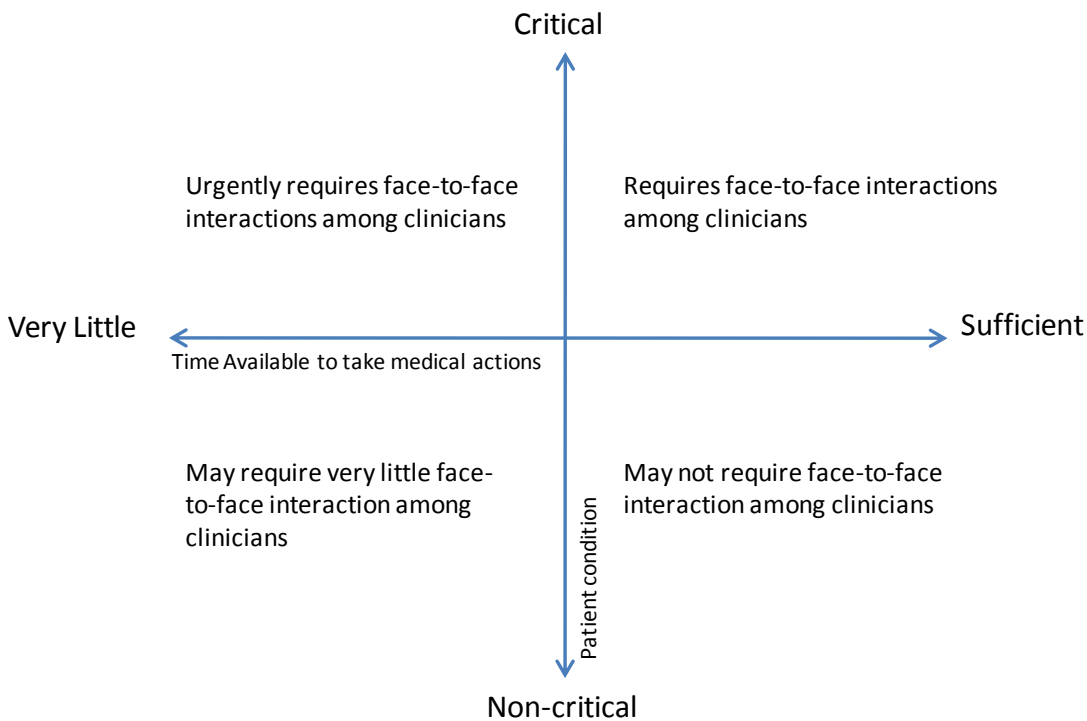 Critical
Urgently requires face-to-face
interactions among clinicians
Requires face-to-face interactions
among clinicians
Very Little
Sufficient
Time Available to take medical actions
May require very little face-
to-face interaction among
clinicians
May not require face-to-face
interaction among clinicians
Patient condition
Non-critical